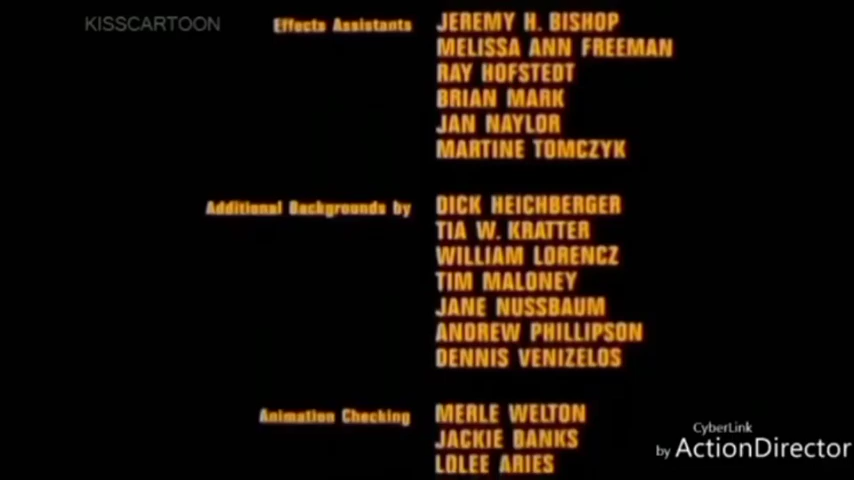 KISSCARTOON
Effects Assistants JEREMY H. BISHOP
MELISSA ANN FREEMAN
RAY HOFSTEDT
BRIAN MARK
JAN NAYLOR
MARTINE TOMCZYK
Additional Backgrounds by DICK HEICHBERGER
TIA W. KRATTER
WILLIAM LORENCZ
TIM MALONEY
JANE NUSSBAUM
ANDREW PHILLIPSON
DENNIS VENIZELOS
Animation Checking MERLE WELTON
JACKIE BANKS
LOLEE ARIES
CyberLink
by ActionDirector